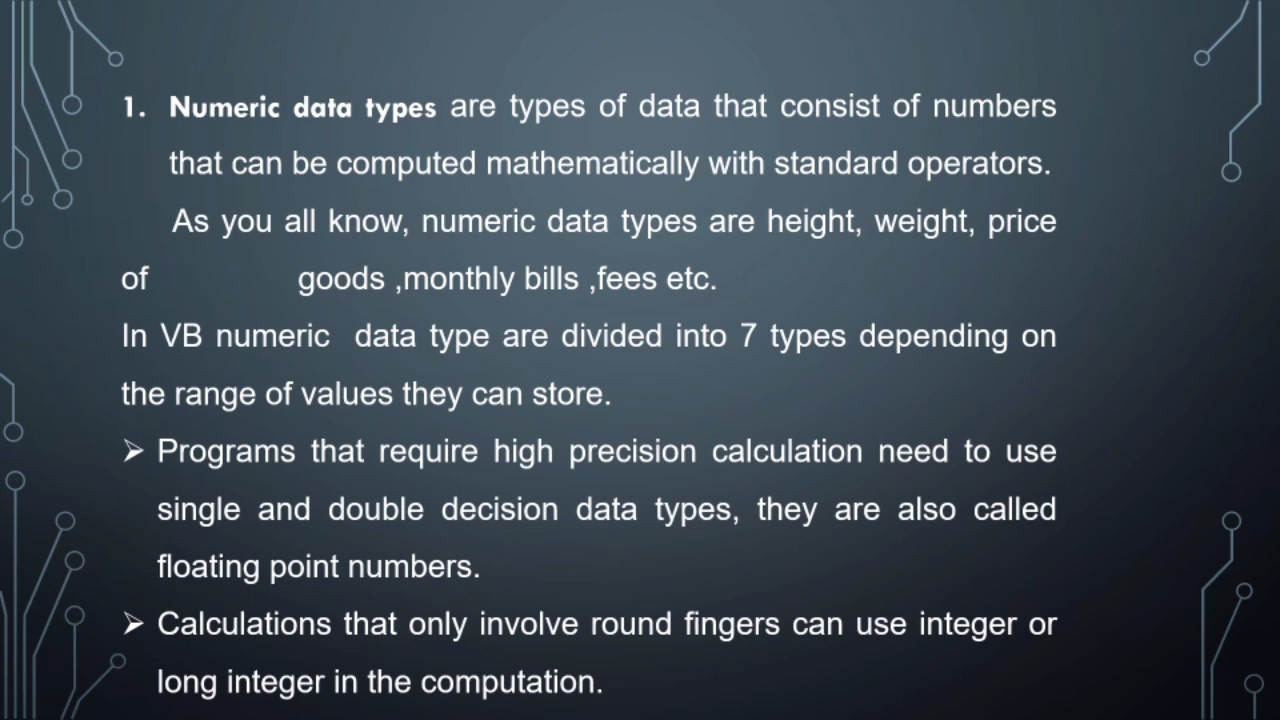 1. Numeric data types are types of data that consist of numbers
that can be computed mathematically with standard operators.
As you all know, numeric data types are height, weight, price
of goods ,monthly bills ,fees etc.
In VB numeric data type are divided into 7 types depending on
the range of values they can store.
➢ Programs that require high precision calculation need to use
single and double decision data types, they are also called
floating point numbers.
➢ Calculations that only involve round fingers can use integer or
long integer in the computation.